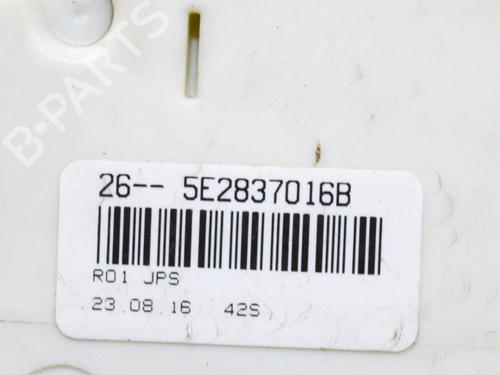 B-PARTS
26-- 5E2837016B
R01 JPS
23.08.16 42S